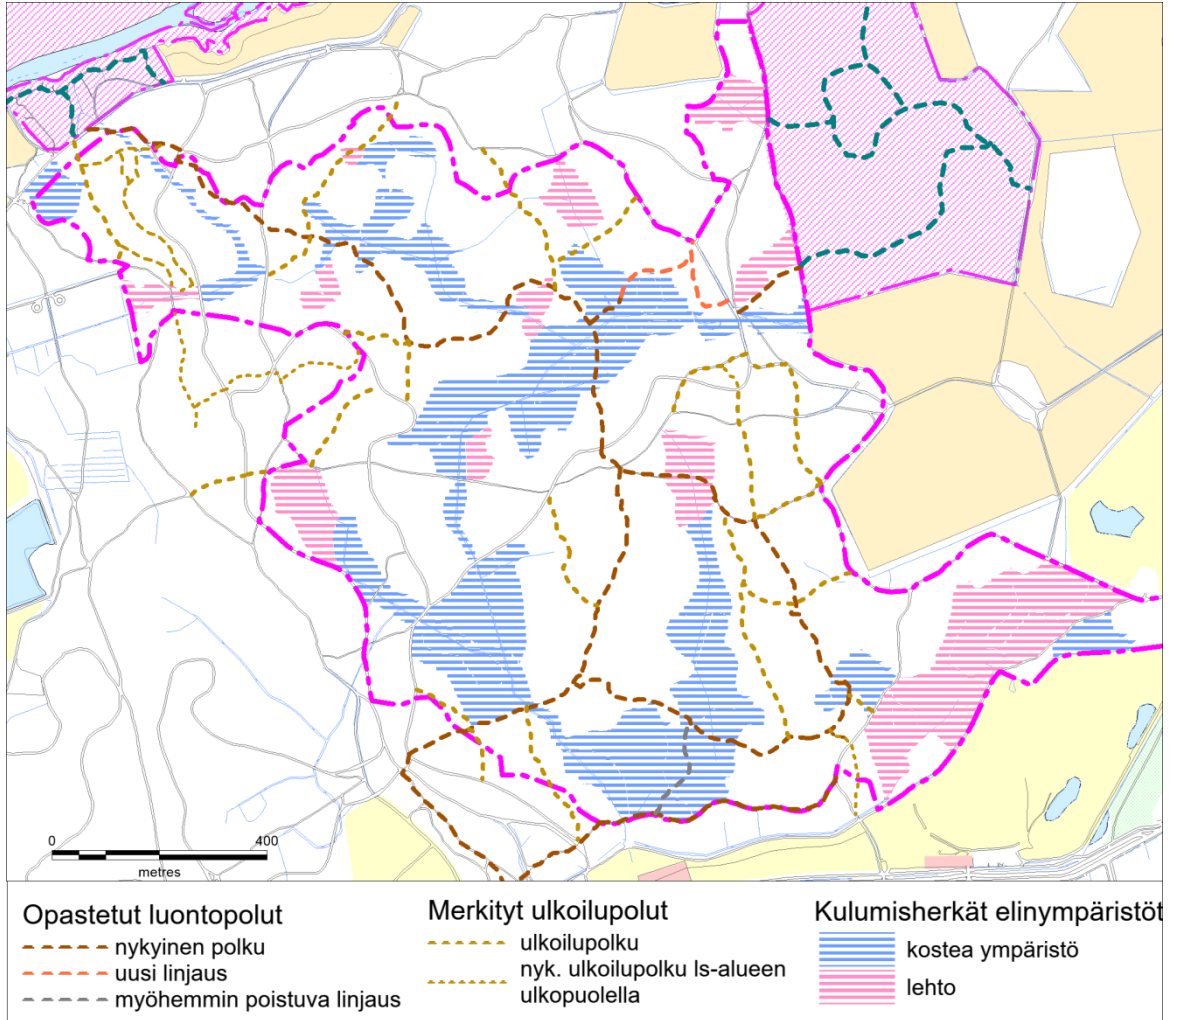 0 400
metres
Opastetut luontopolut
nykyinen polku
uusi linjaus
myöhemmin poistuva linjaus
Merkityt ulkoilupolut
ulkoilupolku
nyk. ulkoilupolku ls-alueen
ulkopuolella
Kulumisherkät elinympäristöt
kostea ympäristö
lehto